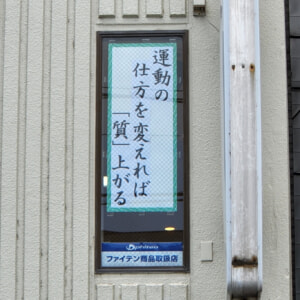 運動の
仕方を変えれば
「質」上がる
ファイテン商品取扱店